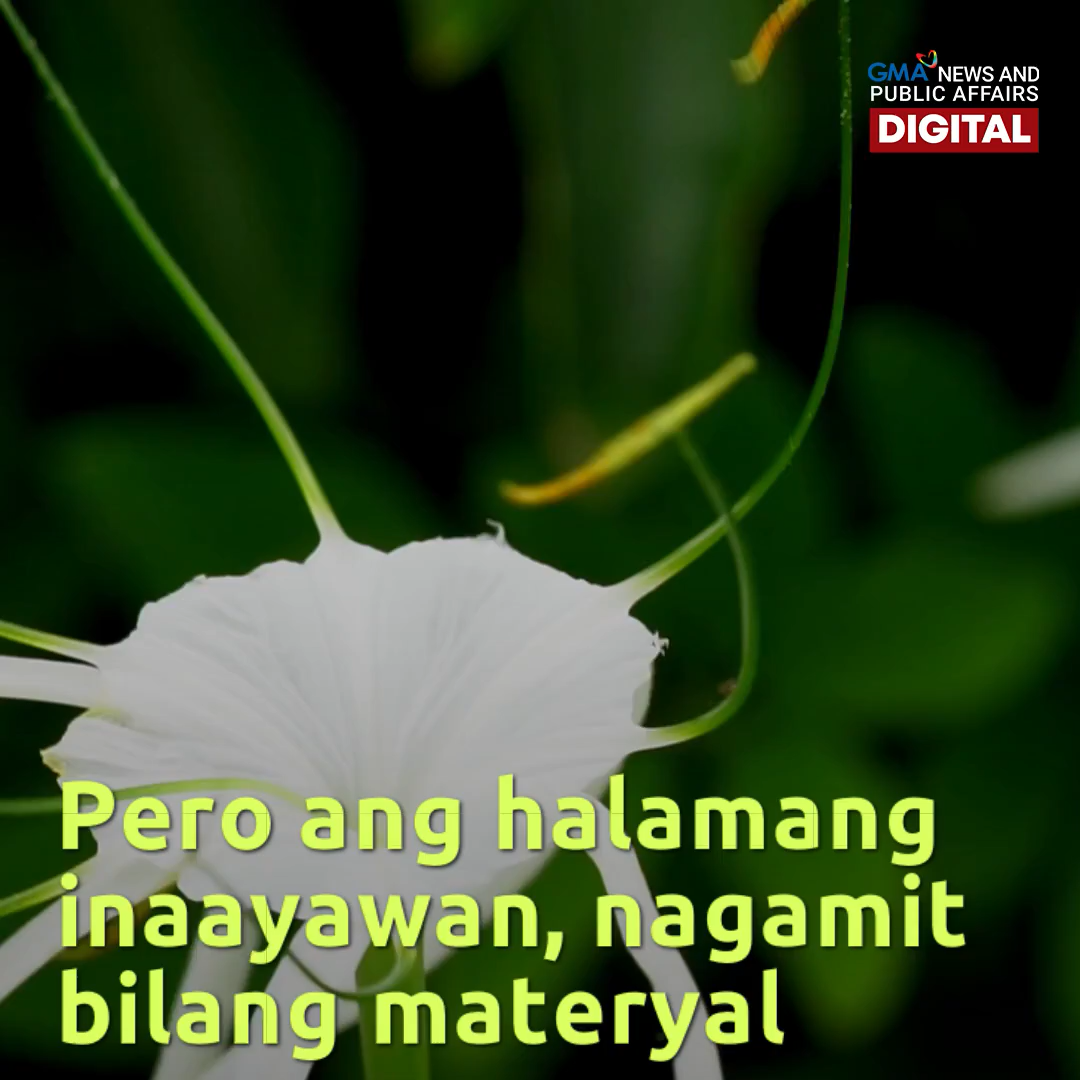 GMA NEWS AND
PUBLIC AFFAIRS
DIGITAL
Pero ang halamang
inaayawan, nagamit
bilang materyal